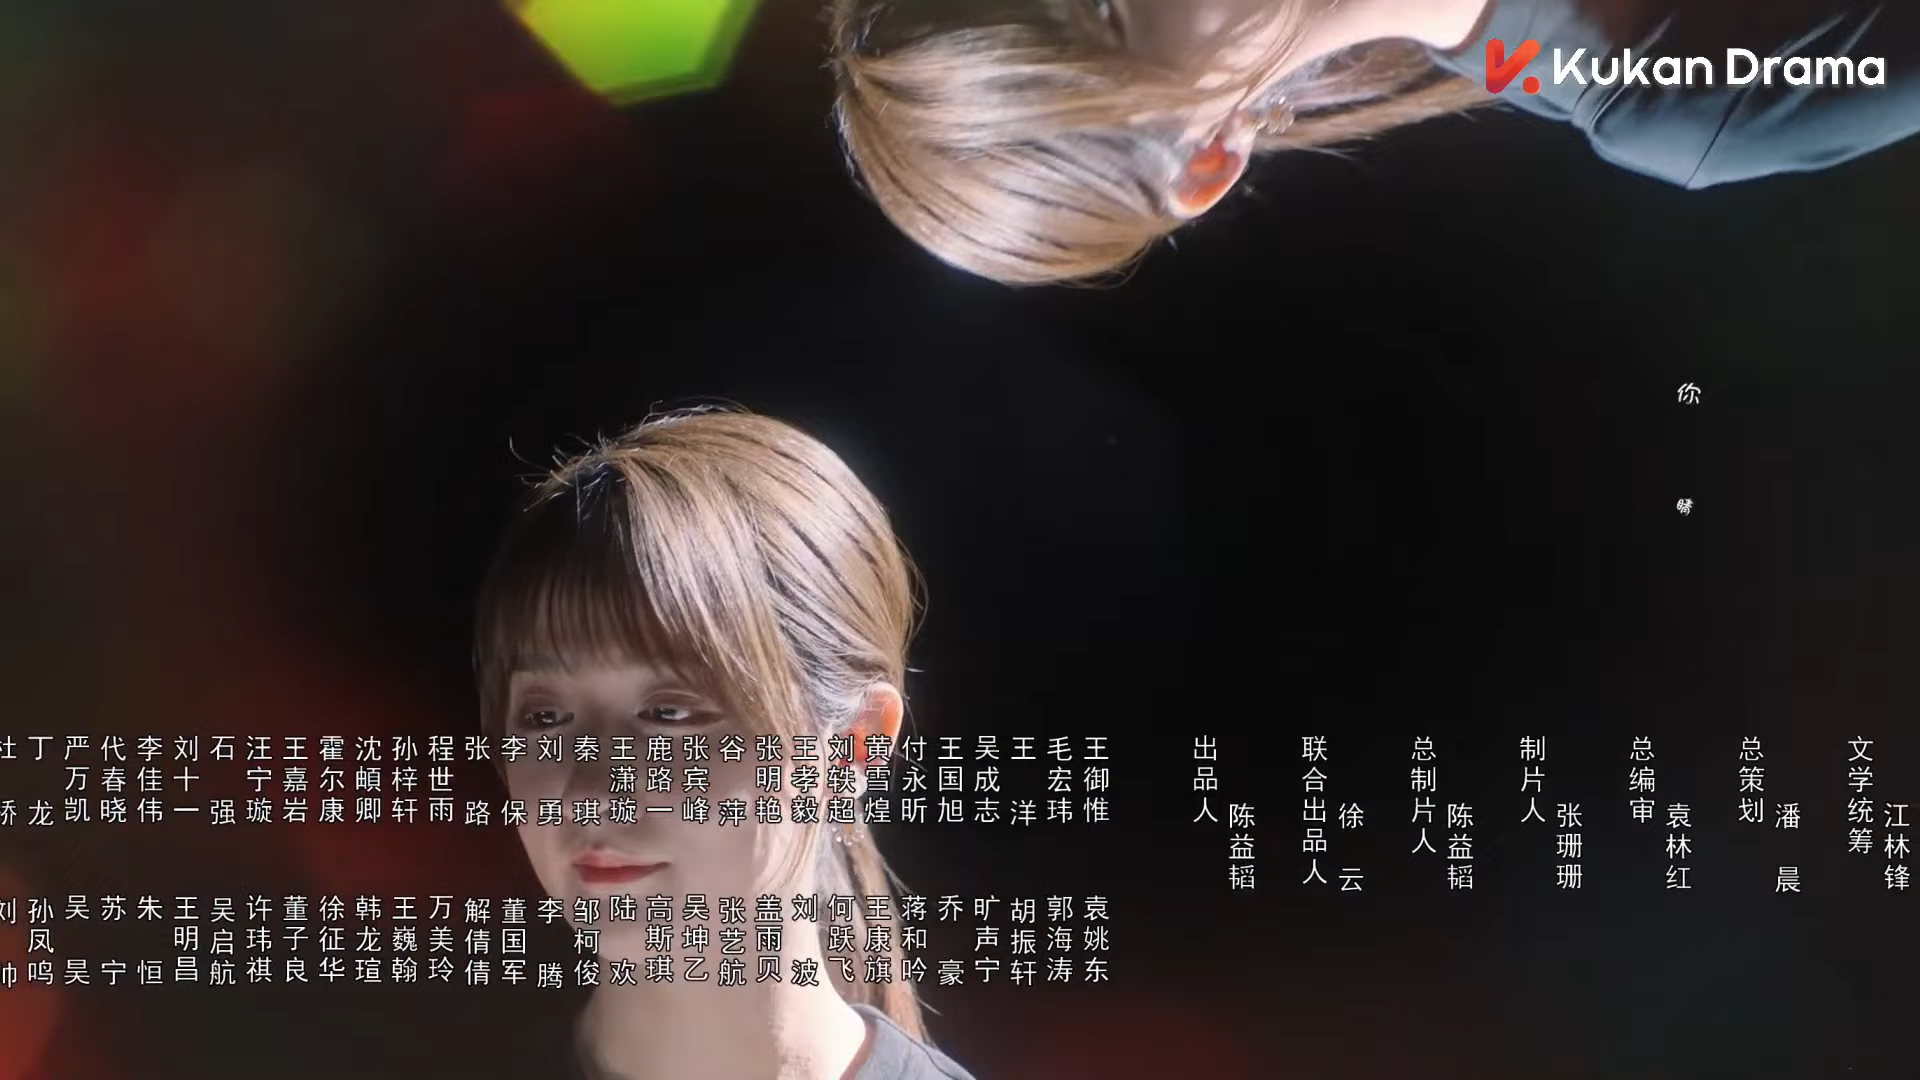 Kukan Drama
你
瞒
文学统筹
江林锋
总策划
潘晨
总编审
袁林红
制片人
张珊珊
总制片人
陈益韬
联合出品人
徐云
出品人
陈益韬
王御惟
毛宏玮
王洋
吴成志
王国旭
付永昕
黄雪煌
刘轶超
王孝毅
张明艳
谷萍
张宾峰
鹿路一
王潇璇
秦琪
刘勇
李保
张路
程世雨
孙梓轩
沈頔卿
霍尔康
王嘉岩
汪宁璇
石强
刘十一
李佳伟
代春晓
严万凯
丁龙
袁姚东
郭海涛
胡振轩
旷声宁
乔豪
蒋和吟
王康旗
何跃飞
刘波
盖雨贝
张艺航
吴坤乙
高斯琪
陆欢
邹柯俊
李腾
董国军
解倩倩
万美玲
王巍翰
韩龙瑄
徐征华
董子良
许玮祺
吴启航
王明昌
朱恒
苏宁
吴昊
孙凤鸣